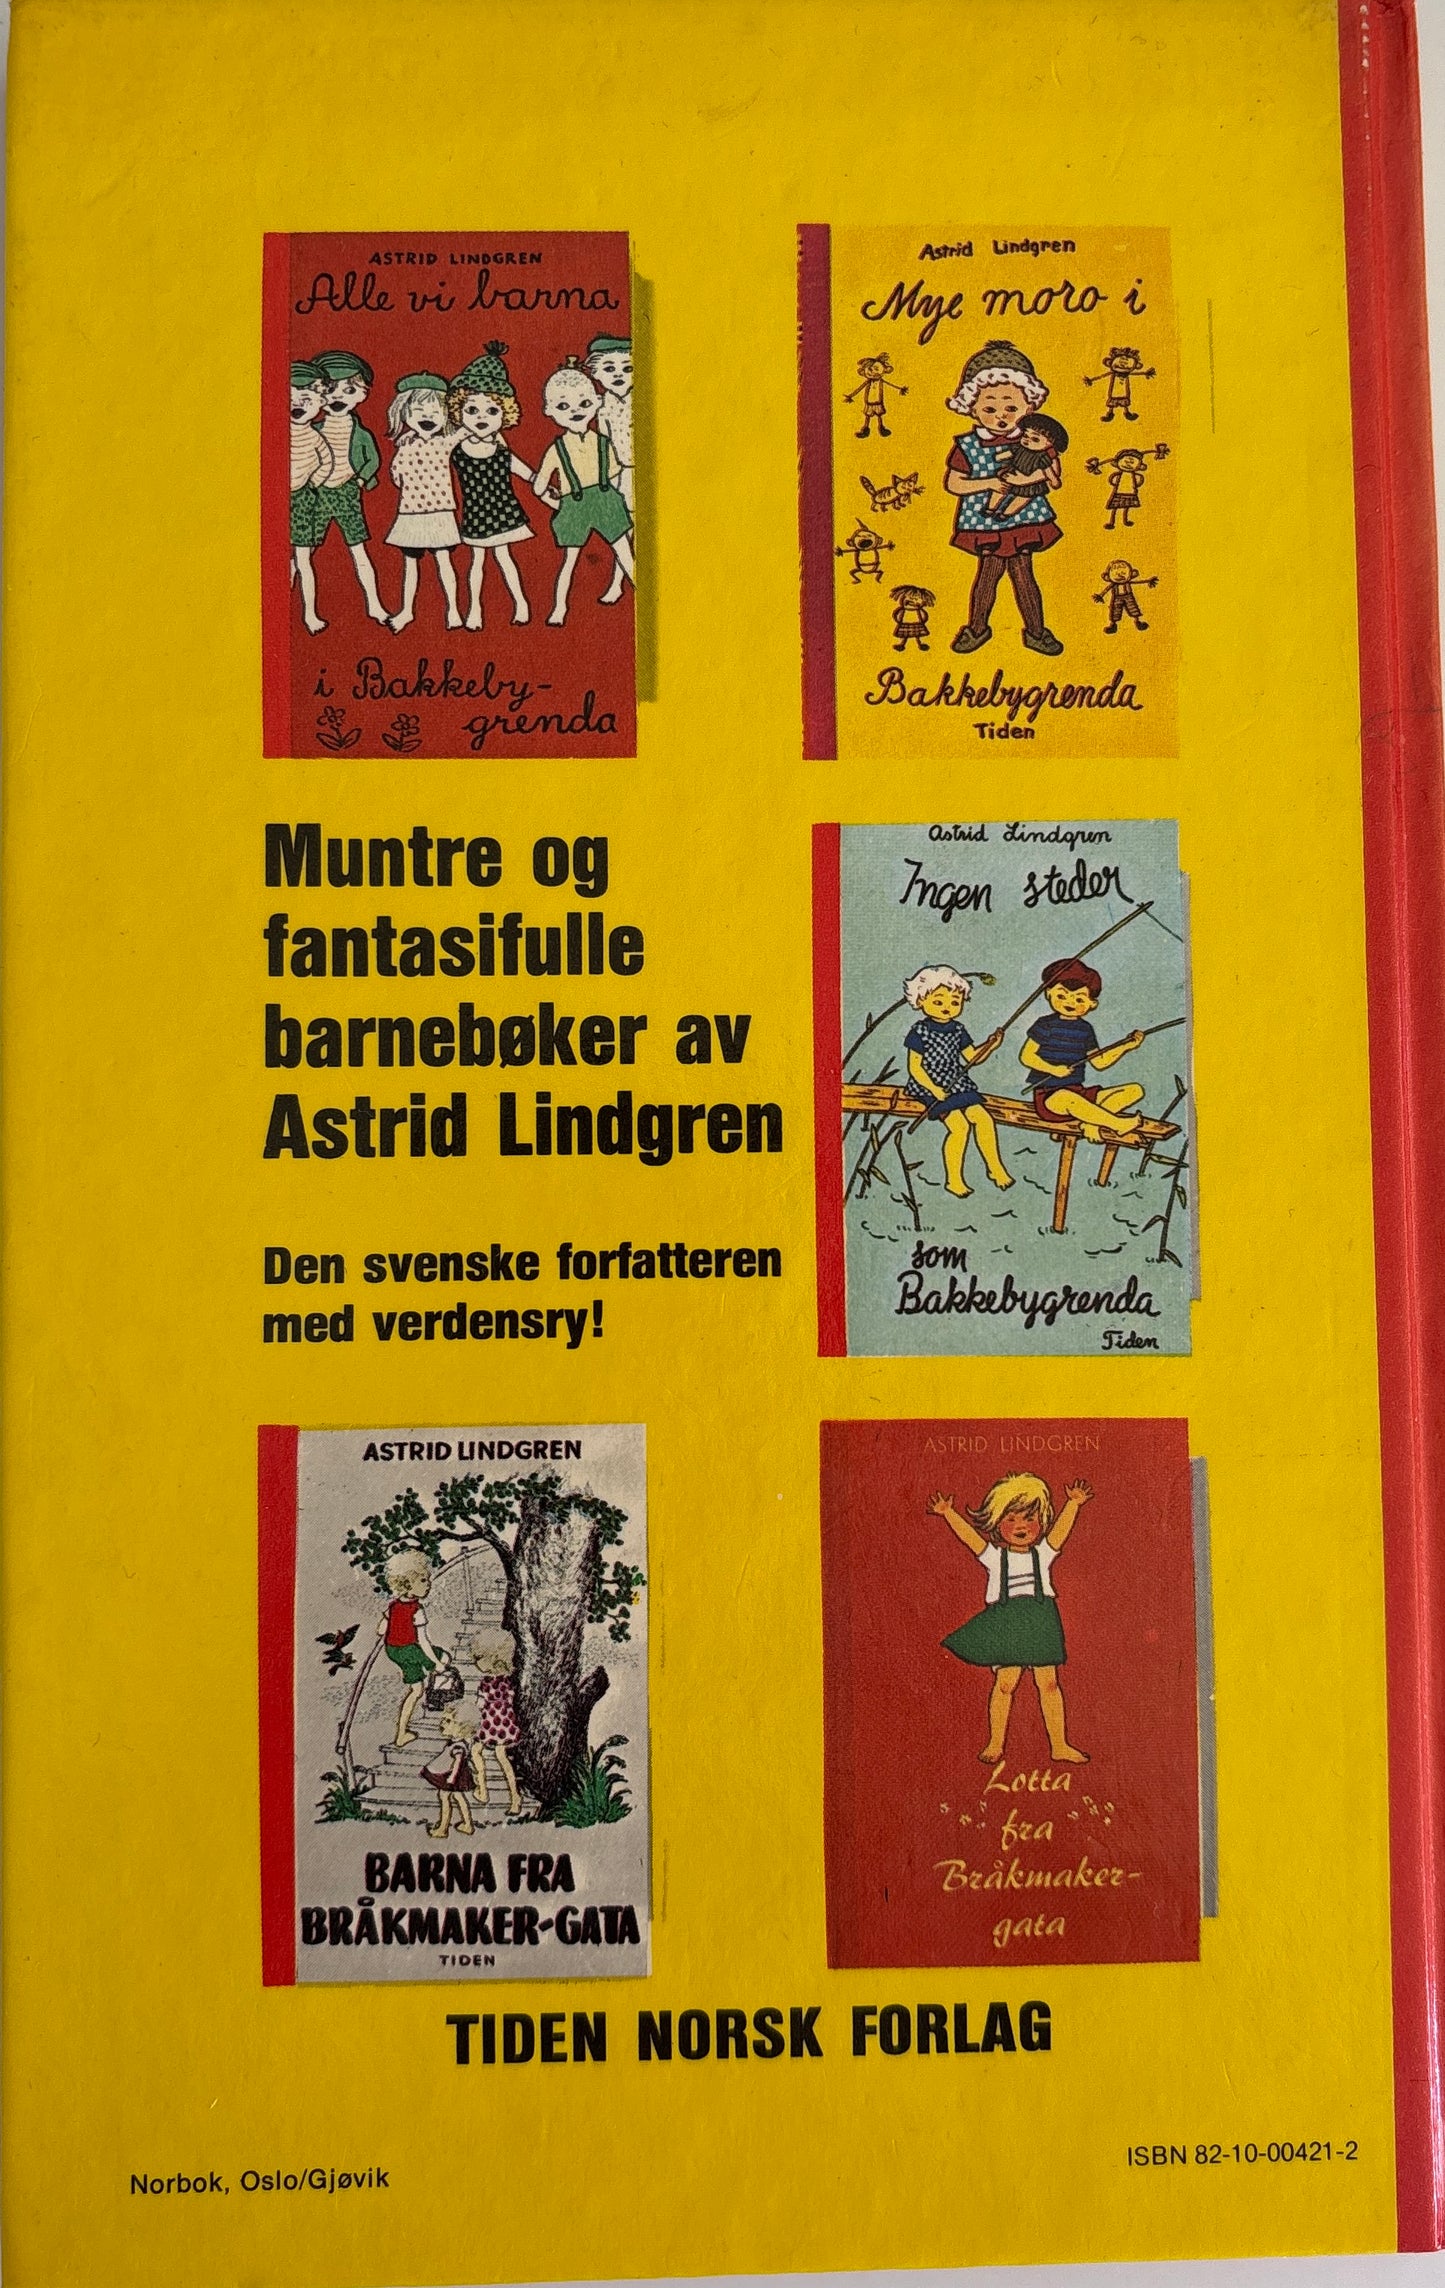 ASTRID LINDGREN
Alle vi barna
i Bakkeby-
grenda
Astrid Lindgren
Mye moro i
Bakkebygrenda
Tiden
Muntre og
fantasifulle
barnebøker av
Astrid Lindgren
Den svenske forfatteren
med verdensry!
Astrid Lindgren
Ingen steder
som
Bakkebygrenda
Tiden
ASTRID LINDGREN
BARNA FRA
BRÅKMAKER-GATA
TIDEN
ASTRID LINDGREN
Lotta
fra
Bråkmaker-
gata
TIDEN NORSK FORLAG
Norbok, Oslo/Gjøvik
ISBN 82-10-00421-2